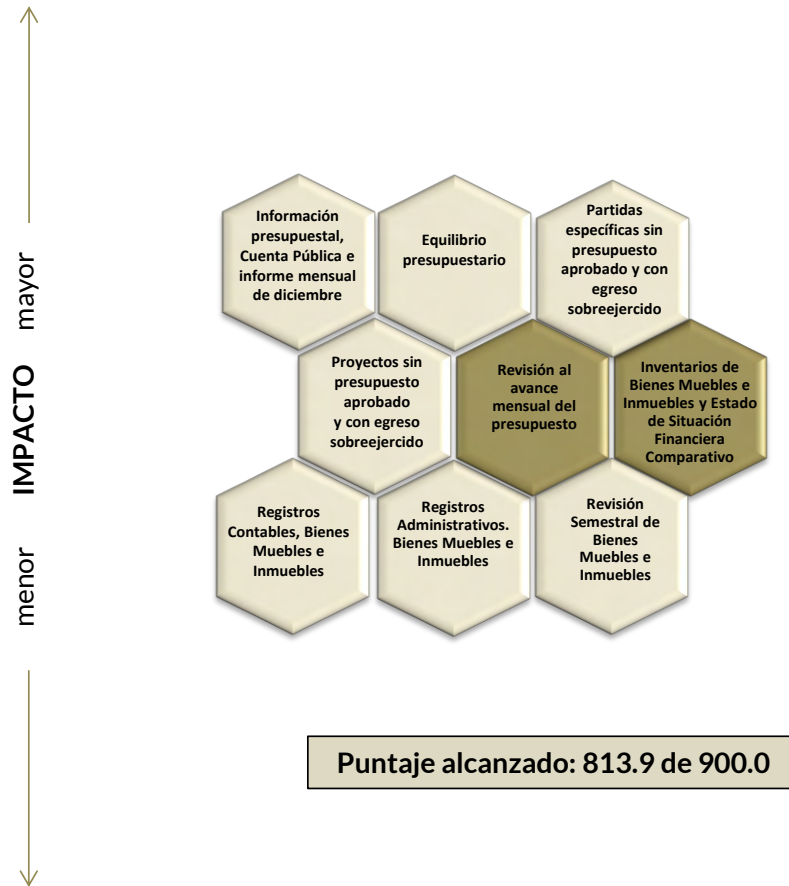 mayor
IMPACTO
menor
Información
presupuestal,
Cuenta Pública e
informe mensual
de diciembre
Equilibrio
presupuestario
Partidas
específicas sin
presupuesto
aprobado y con
egreso
sobreejercido
Proyectos sin
presupuesto
aprobado
y con egreso
sobreejercido
Revisión al
avance
mensual del
presupuesto
Inventarios de
Bienes Muebles e
Inmuebles y Estado
de Situación
Financiera
Comparativo
Registros
Contables, Bienes
Muebles e
Inmuebles
Registros
Administrativos.
Bienes Muebles e
Inmuebles
Revisión
Semestral de
Bienes
Muebles e
Inmuebles
Puntaje alcanzado: 813.9 de 900.0